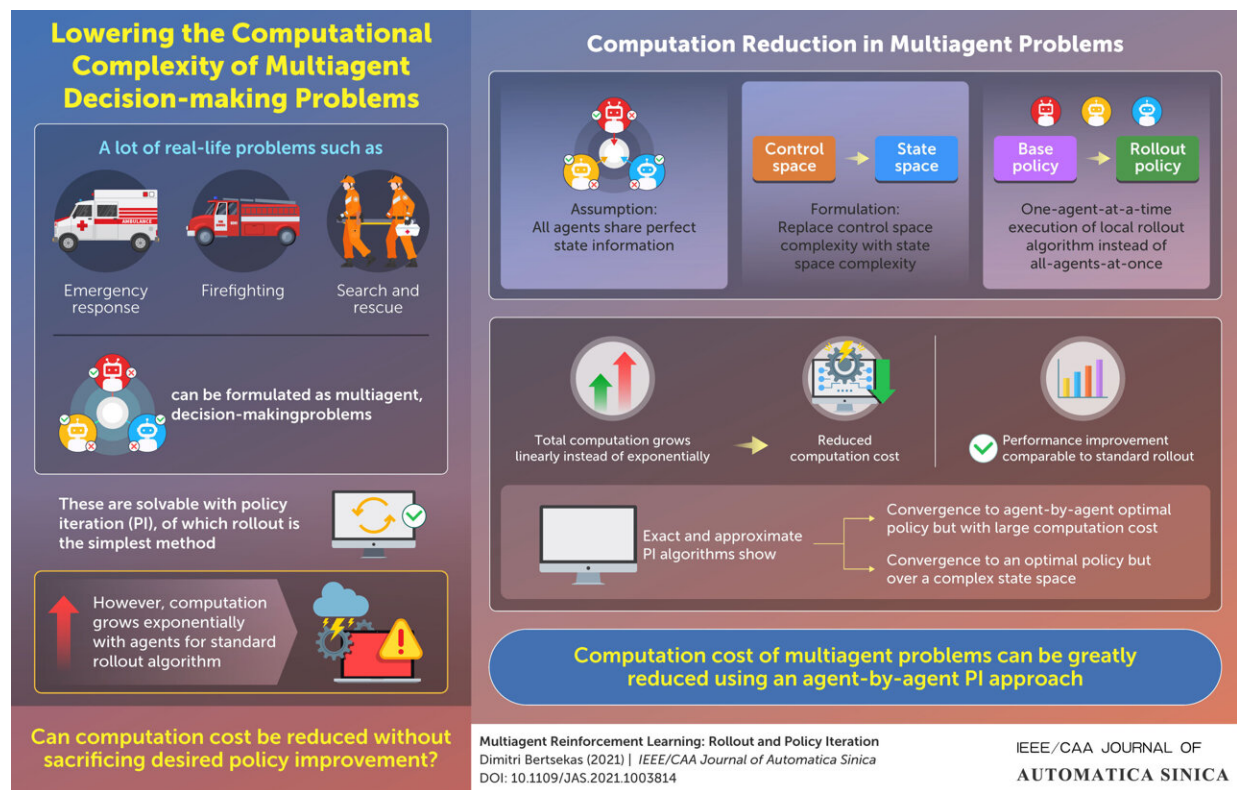 Lowering the Computational
Complexity of Multiagent
Decision-making Problems
A lot of real-life problems such as
AMBULANCE
Emergency
response
Firefighting
Search and
rescue
can be formulated as multiagent,
decision-makingproblems
These are solvable with policy
iteration (PI), of which rollout is
the simplest method
However, computation
grows exponentially
with agents for standard
rollout algorithm
Can computation cost be reduced without
sacrificing desired policy improvement?
Computation Reduction in Multiagent Problems
Assumption:
All agents share perfect
state information
Control
space
State
space
Formulation:
Replace control space
complexity with state
space complexity
Base
policy
Rollout
policy
One-agent-at-a-time
execution of local rollout
algorithm instead of
all-agents-at-once
Total computation grows
linearly instead of exponentially
Reduced
computation cost
Performance improvement
comparable to standard rollout
Exact and approximate
PI algorithms show
Convergence to agent-by-agent optimal
policy but with large computation cost
Convergence to an optimal policy but
over a complex state space
Computation cost of multiagent problems can be greatly
reduced using an agent-by-agent PI approach
Multiagent Reinforcement Learning: Rollout and Policy Iteration
Dimitri Bertsekas (2021) | IEEE/CAA Journal of Automatica Sinica
DOI: 10.1109/JAS.2021.1003814
IEEE/CAA JOURNAL OF
AUTOMATICA SINICA